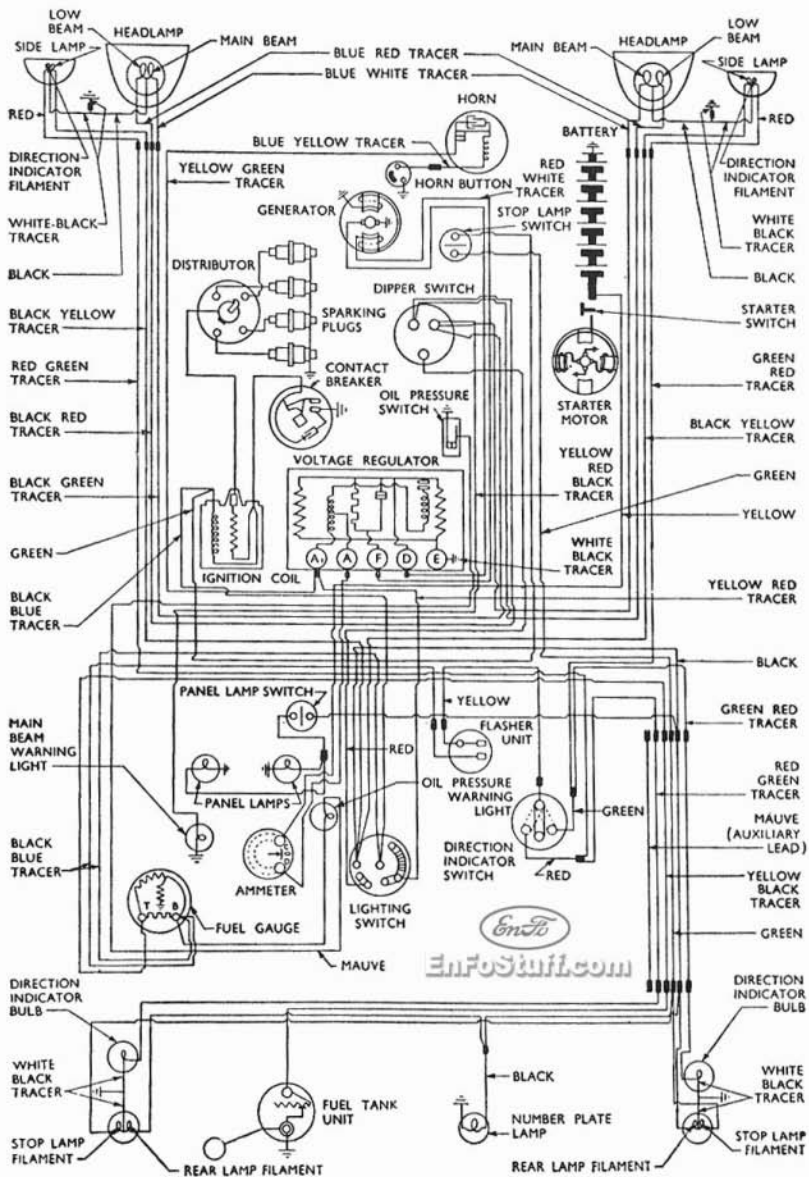 LOW
BEAM
HEADLAMP
MAIN BEAM
SIDE LAMP
BLUE RED TRACER
BLUE WHITE TRACER
MAIN BEAM
HEADLAMP
LOW
BEAM
SIDE LAMP
RED
RED
DIRECTION
INDICATOR
FILAMENT
WHITE-BLACK
TRACER
BLACK
HORN
BLUE YELLOW TRACER
YELLOW GREEN
TRACER
HORN BUTTON
RED
WHITE
TRACER
BATTERY
DIRECTION
INDICATOR
FILAMENT
WHITE
BLACK
TRACER
BLACK
GENERATOR
STOP LAMP
SWITCH
DISTRIBUTOR
SPARKING
PLUGS
DIPPER SWITCH
STARTER
SWITCH
BLACK YELLOW
TRACER
RED GREEN
TRACER
BLACK RED
TRACER
BLACK GREEN
TRACER
GREEN
BLACK
BLUE
TRACER
CONTACT
BREAKER
OIL PRESSURE
SWITCH
STARTER
MOTOR
GREEN
RED
TRACER
BLACK YELLOW
TRACER
GREEN
YELLOW
VOLTAGE REGULATOR
YELLOW
RED
BLACK
TRACER
A1 A F D E
WHITE
BLACK
TRACER
IGNITION COIL
YELLOW RED
TRACER
BLACK
PANEL LAMP SWITCH
YELLOW
FLASHER
UNIT
GREEN RED
TRACER
MAIN
BEAM
WARNING
LIGHT
RED
PANEL LAMPS
OIL PRESSURE
WARNING
LIGHT
GREEN
RED
GREEN
TRACER
MAUVE
(AUXILIARY
LEAD)
BLACK
BLUE
TRACER
AMMETER
DIRECTION
INDICATOR
SWITCH
RED
YELLOW
BLACK
TRACER
T B
FUEL GAUGE
LIGHTING
SWITCH
GREEN
MAUVE
EnFo
EnFoStuff.com
DIRECTION
INDICATOR
BULB
DIRECTION
INDICATOR
BULB
WHITE
BLACK
TRACER
FUEL TANK
UNIT
BLACK
NUMBER PLATE
LAMP
WHITE
BLACK
TRACER
STOP LAMP
FILAMENT
REAR LAMP FILAMENT
REAR LAMP FILAMENT
STOP LAMP
FILAMENT